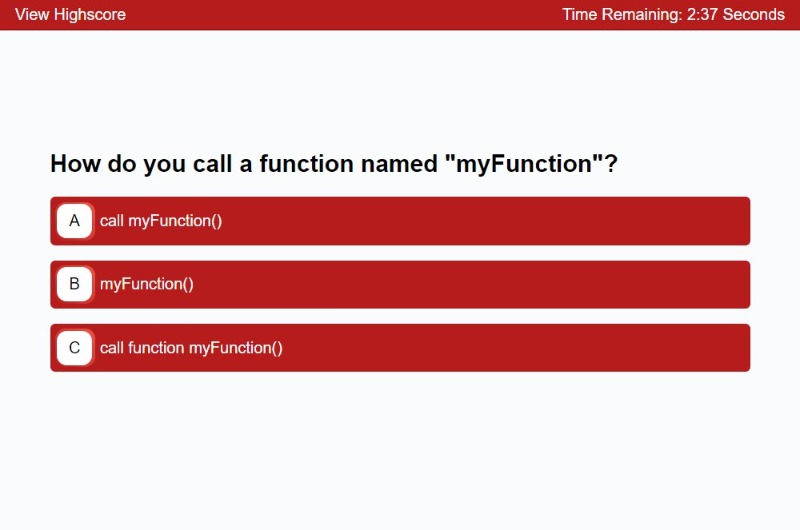 View Highscore
Time Remaining: 2:37 Seconds
How do you call a function named "myFunction"?
A call myFunction()
B myFunction()
C call function myFunction()